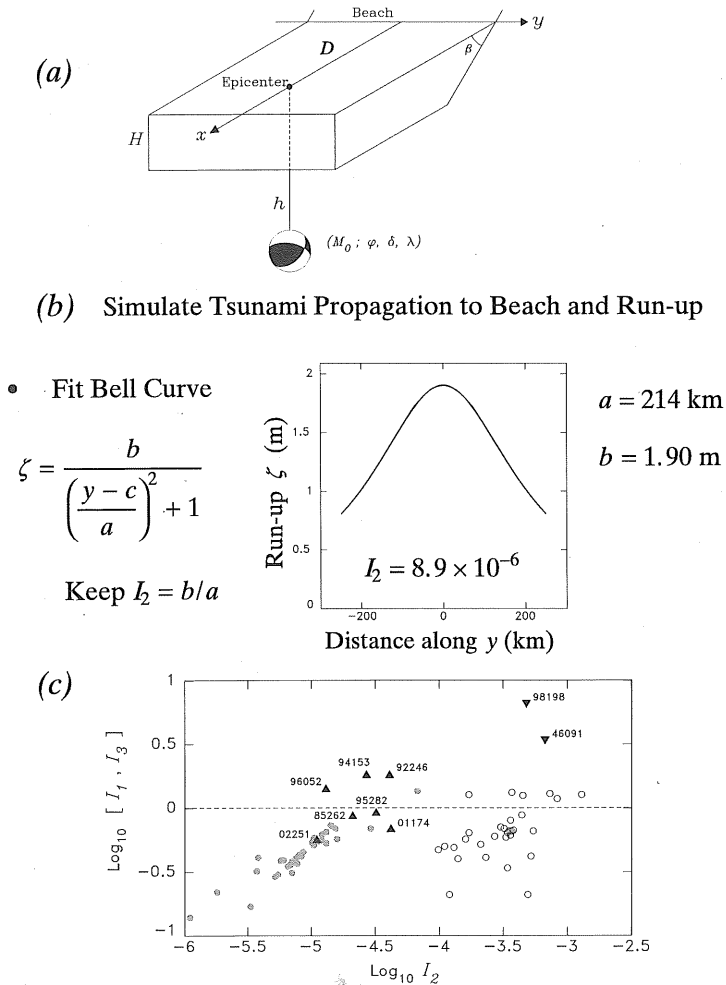 Beach
y
D
β
(a)
Epicenter
x
H
h
(M₀ ; φ, δ, λ)
(b) Simulate Tsunami Propagation to Beach and Run-up
• Fit Bell Curve
ζ = b / (((y − c)/a)² + 1)
Keep I₂ = b/a
Run-up ζ (m)
2
1.5
1
0.5
0
I₂ = 8.9 × 10⁻⁶
−200 0 200
Distance along y (km)
a = 214 km
b = 1.90 m
(c)
Log₁₀ [ I₁ , I₃ ]
1
0.5
0
−0.5
−1
98198
46091
94153 92246
96052
85262 95282
01174
02251
−6 −5.5 −5 −4.5 −4 −3.5 −3 −2.5
Log₁₀ I₂